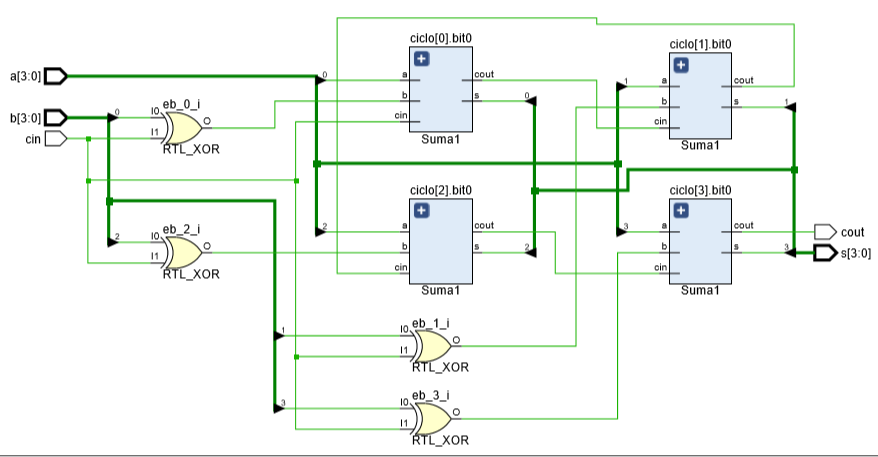 ciclo[0].bit0
ciclo[1].bit0
a[3:0]
0
a
cout
b
s
0
cin
Suma1
1
a
cout
b
s
1
cin
Suma1
b[3:0]
0
cin
eb_0_i
I0
I1
O
RTL_XOR
ciclo[2].bit0
ciclo[3].bit0
2
a
cout
b
s
2
cin
Suma1
3
a
cout
b
s
3
cin
Suma1
cout
s[3:0]
eb_2_i
2
I0
I1
O
RTL_XOR
eb_1_i
1
I0
I1
O
RTL_XOR
eb_3_i
3
I0
I1
O
RTL_XOR